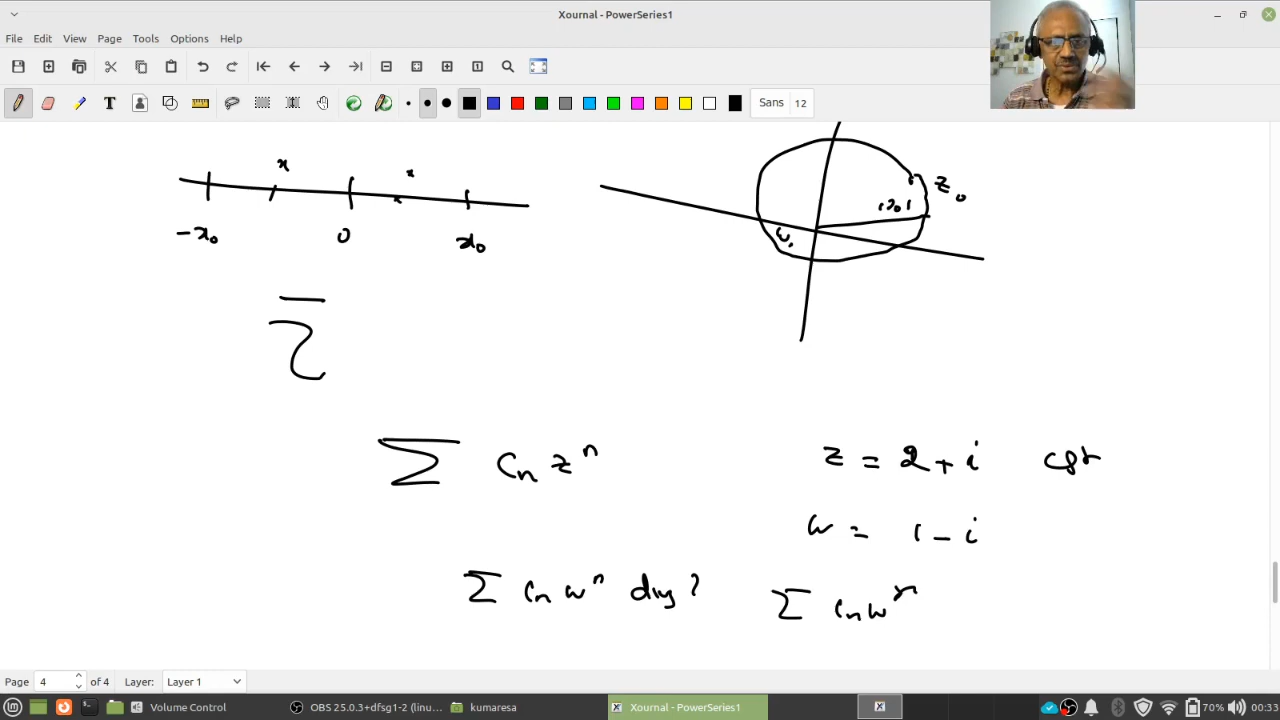 Xournal - PowerSeries1
File Edit View Page Tools Options Help
Sans 12
x
-x₀ 0 x₀
z₀
|z₀|
w.
Σ cₙ zⁿ z = 2 + i cgt
w = 1 - i
Σ cₙ wⁿ dvg? Σ cₙ wⁿ
Page 4 of 4 Layer: Layer 1
Volume Control OBS 25.0.3+dfsg1-2 (linu... kumaresa Xournal - PowerSeries1 70% 00:33